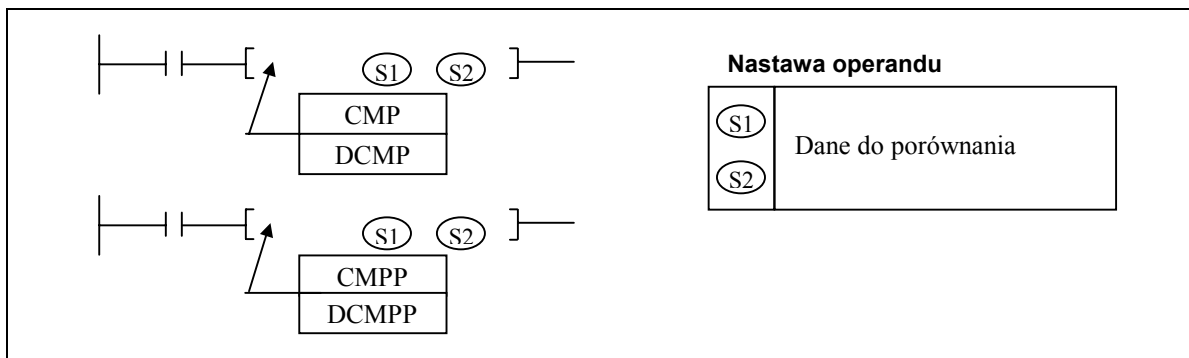 S1 S2
CMP
DCMP
S1 S2
CMPP
DCMPP
Nastawa operandu
S1
Dane do porównania
S2